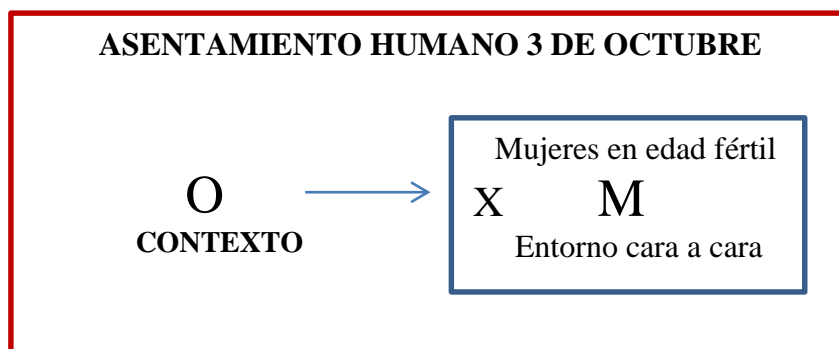 ASENTAMIENTO HUMANO 3 DE OCTUBRE
Mujeres en edad fértil
O X M
CONTEXTO Entorno cara a cara